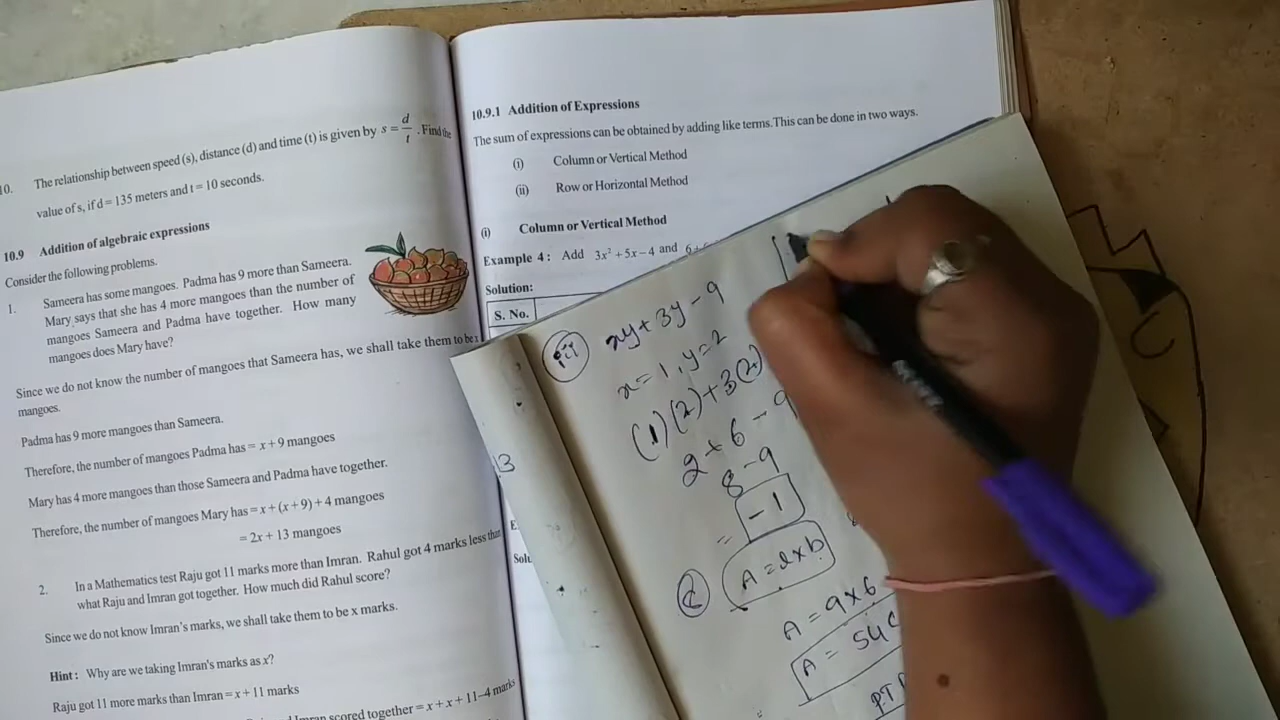 10. The relationship between speed (s), distance (d) and time (t) is given by s = d/t . Find the
value of s, if d = 135 meters and t = 10 seconds.
10.9 Addition of algebraic expressions
Consider the following problems.
1. Sameera has some mangoes. Padma has 9 more than Sameera.
Mary says that she has 4 more mangoes than the number of
mangoes Sameera and Padma have together. How many
mangoes does Mary have?
Since we do not know the number of mangoes that Sameera has, we shall take them to be x
mangoes.
Padma has 9 more mangoes than Sameera.
Therefore, the number of mangoes Padma has = x + 9 mangoes
Mary has 4 more mangoes than those Sameera and Padma have together.
Therefore, the number of mangoes Mary has = x + (x + 9) + 4 mangoes
= 2x + 13 mangoes
2. In a Mathematics test Raju got 11 marks more than Imran. Rahul got 4 marks less than
what Raju and Imran got together. How much did Rahul score?
Since we do not know Imran's marks, we shall take them to be x marks.
Hint : Why are we taking Imran's marks as x?
Raju got 11 more marks than Imran = x + 11 marks
Imran scored together = x + x + 11–4 marks
10.9.1 Addition of Expressions
The sum of expressions can be obtained by adding like terms.This can be done in two ways.
(i) Column or Vertical Method
(ii) Row or Horizontal Method
(i) Column or Vertical Method
Example 4 : Add 3x² + 5x – 4 and 6 +
Solution:
S. No.
(iii) xy + 3y - 9
x = 1, y = 2
(1)(2) + 3(2)
2 + 6 - 9
8 - 9
= -1
A = l x b
A = 9 x 6
A = 54